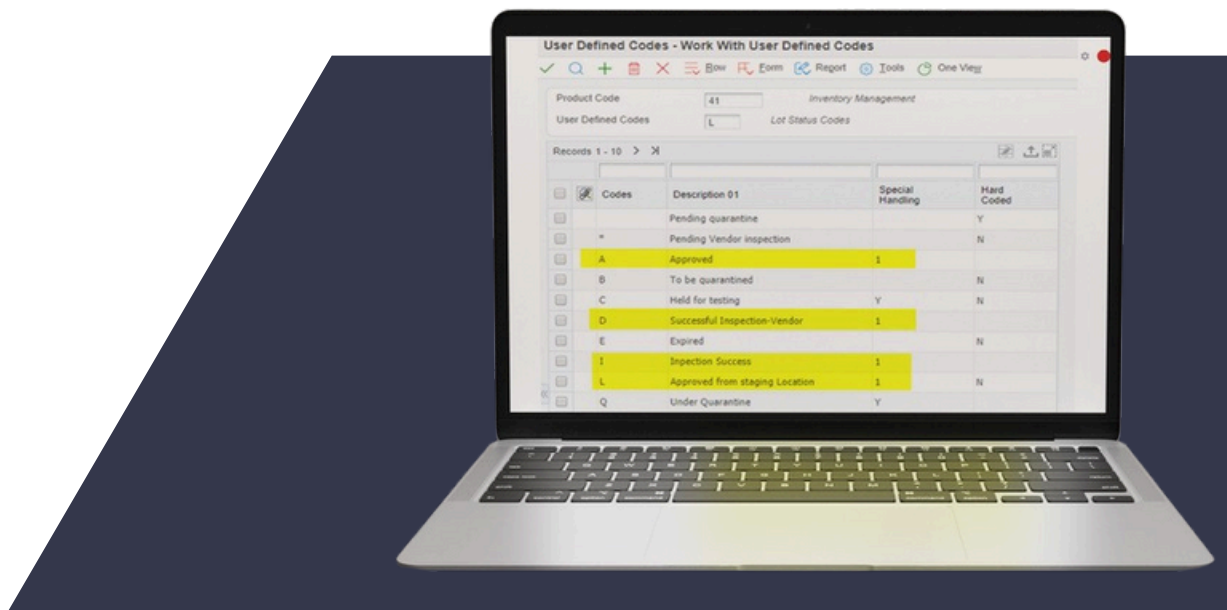 User Defined Codes - Work With User Defined Codes
Row Form Report Tools One View
Product Code 41 Inventory Management
User Defined Codes L Lot Status Codes
Records 1 - 10
Codes Description 01 Special Handling Hard Coded
Pending quarantine Y
* Pending Vendor inspection N
A Approved 1
B To be quarantined N
C Held for testing Y N
D Successful Inspection-Vendor 1
E Expired N
I Inpection Success 1
L Approved from staging Location 1 N
Q Under Quarantine Y